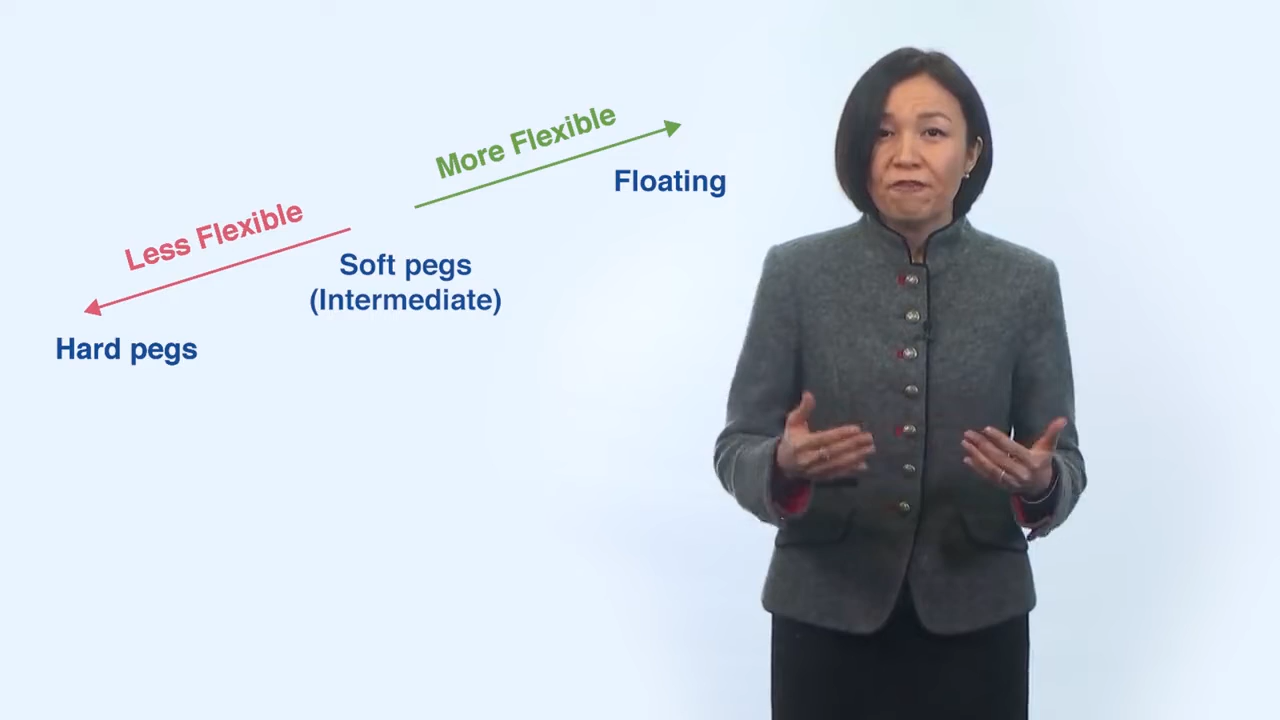 More Flexible
Floating
Less Flexible
Soft pegs
(Intermediate)
Hard pegs